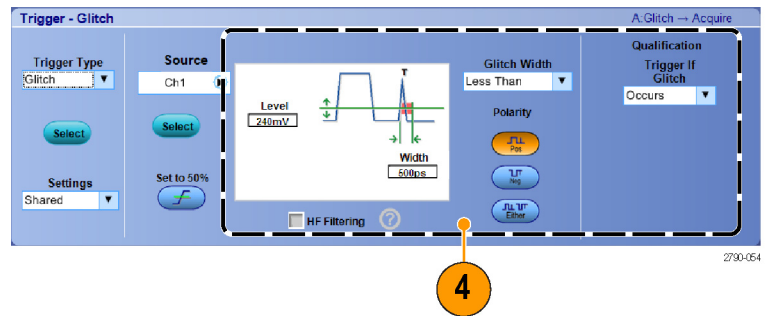 Trigger - Glitch
A:Glitch → Acquire
Trigger Type
Glitch
Select
Settings
Shared
Source
Ch1
Select
Set to 50%
Level
240mV
T
Width
500ps
HF Filtering
?
Glitch Width
Less Than
Polarity
Pos
Neg
Either
Qualification
Trigger If
Glitch
Occurs
4
2790-054